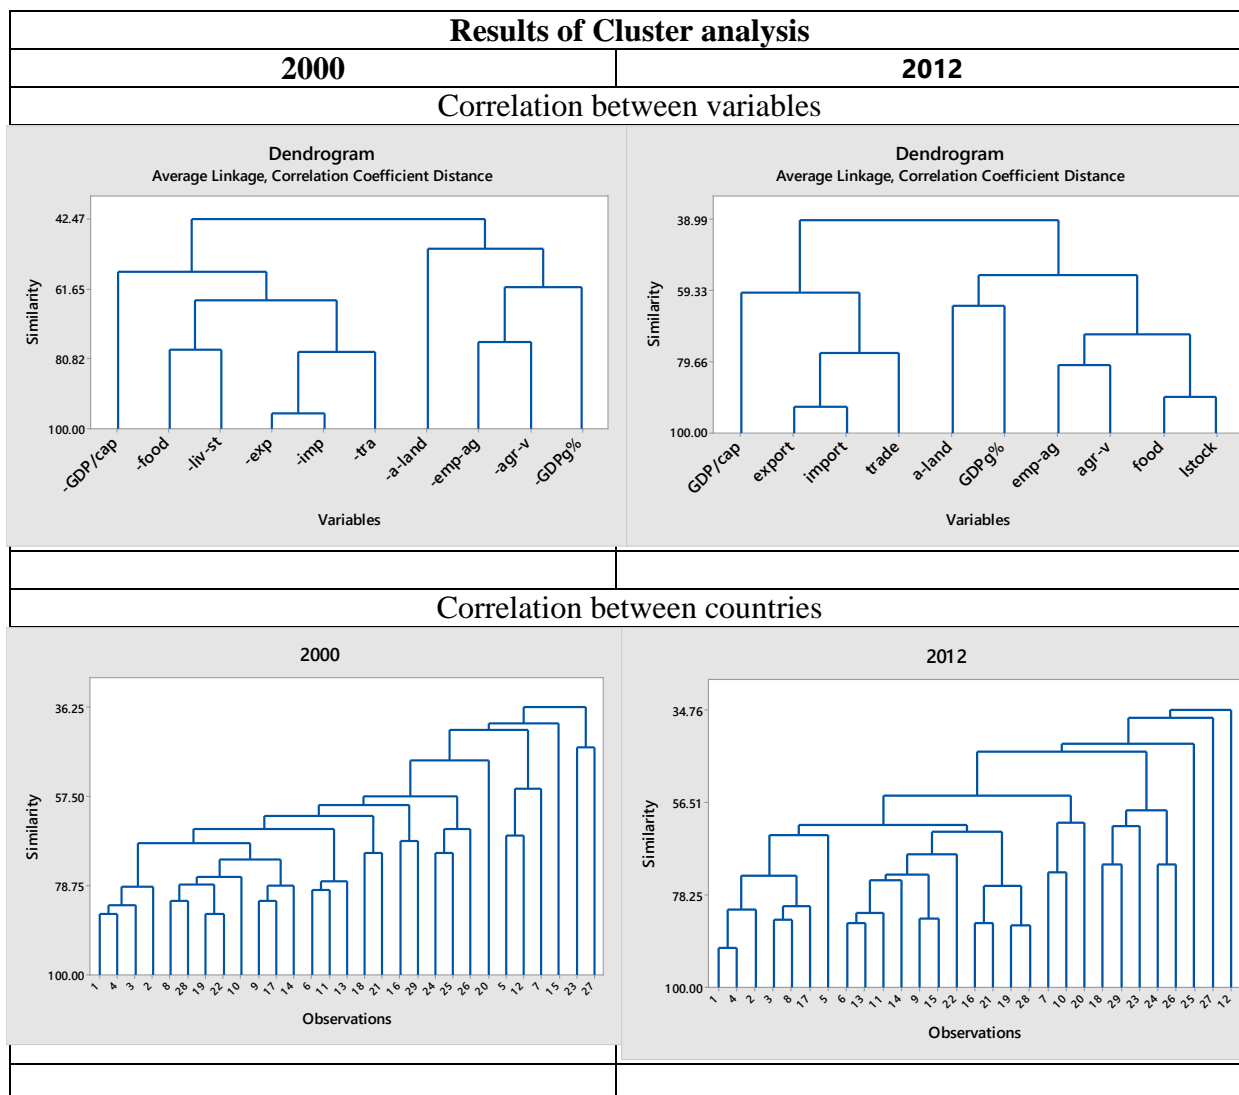 Results of Cluster analysis
2000 2012
Correlation between variables
Dendrogram
Average Linkage, Correlation Coefficient Distance
42.47
61.65
80.82
100.00
Similarity
-GDP/cap -food -liv-st -exp -imp -tra -a-land -emp-ag -agr-v -GDPg%
Variables
Dendrogram
Average Linkage, Correlation Coefficient Distance
38.99
59.33
79.66
100.00
Similarity
GDP/cap export import trade a-land GDPg% emp-ag agr-v food lstock
Variables
Correlation between countries
2000
36.25
57.50
78.75
100.00
Similarity
1 4 3 2 8 28 19 22 10 9 17 14 6 11 13 18 21 16 29 24 25 26 20 5 12 7 15 23 27
Observations
2012
34.76
56.51
78.25
100.00
Similarity
1 4 2 3 8 17 5 6 13 11 14 9 15 22 16 21 19 28 7 10 20 18 29 23 24 26 25 27 12
Observations